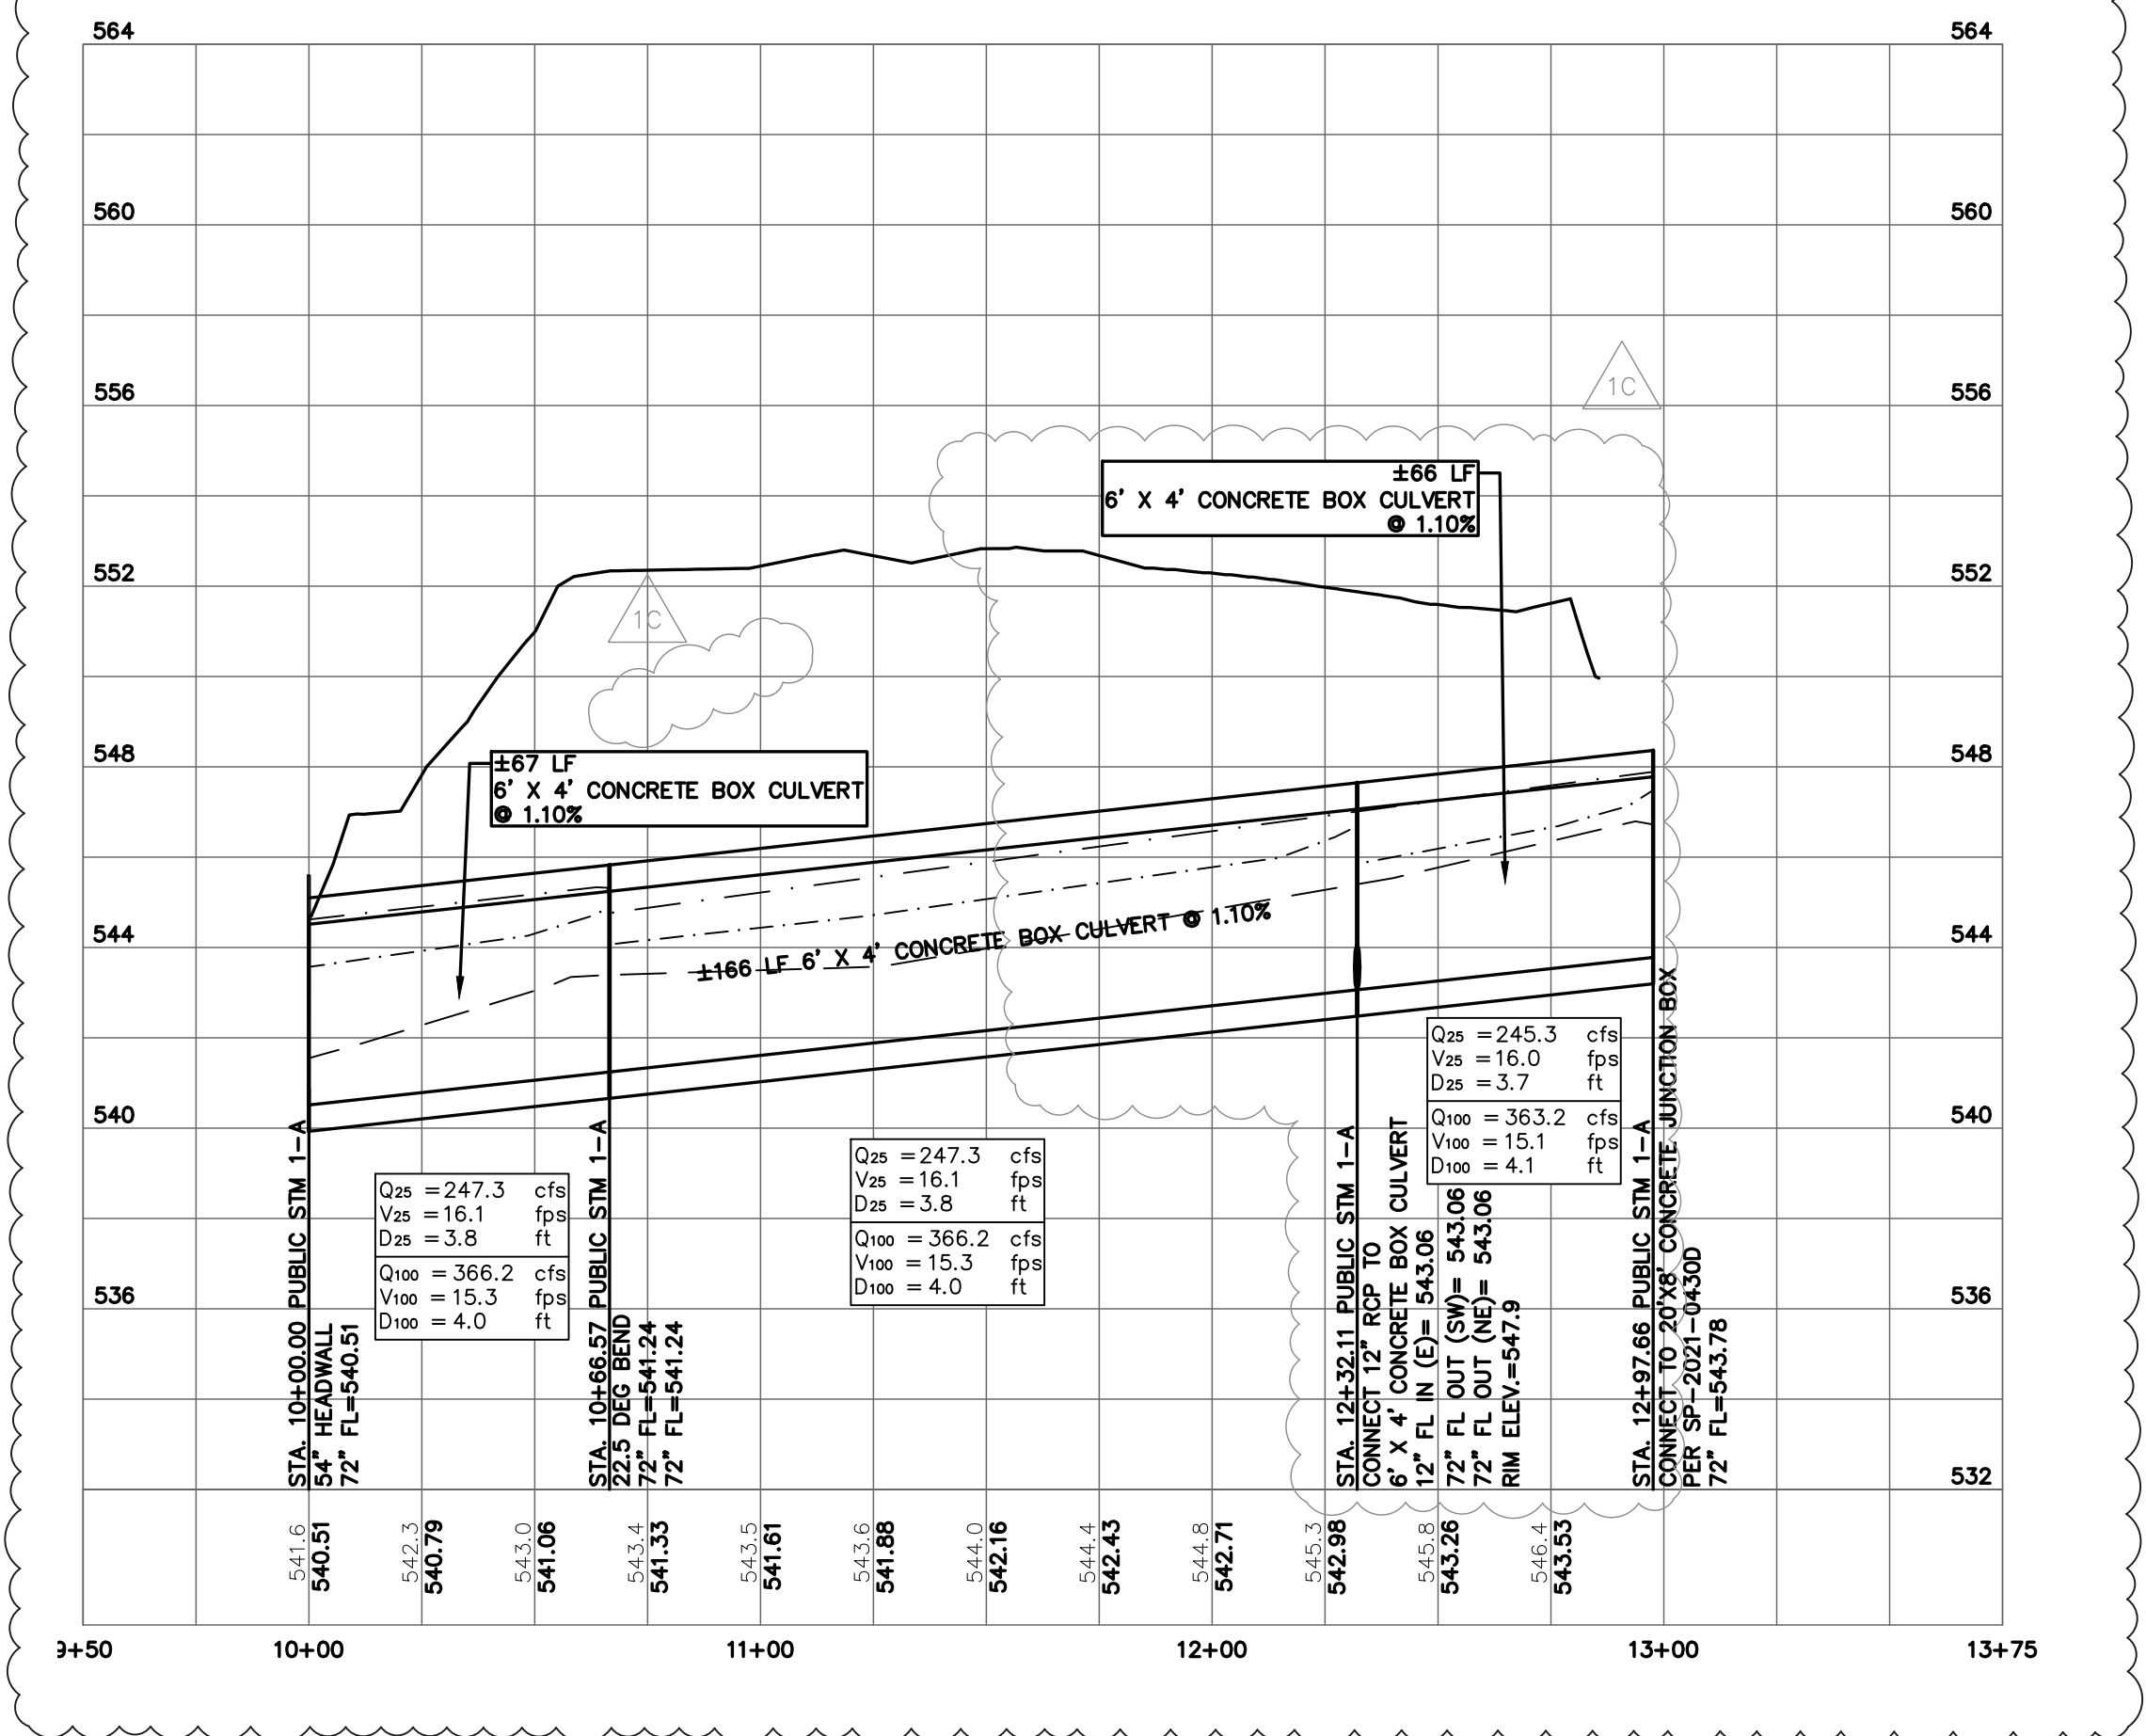 564
564
560
560
556
556
552
552
548
548
544
544
540
540
536
536
532
532
1C
1C
±66 LF
6' X 4' CONCRETE BOX CULVERT
@ 1.10%
±67 LF
6' X 4' CONCRETE BOX CULVERT
@ 1.10%
±166 LF 6' X 4' CONCRETE BOX CULVERT @ 1.10%
Q25 =247.3 cfs
V25 =16.1 fps
D25 =3.8 ft
Q100 =366.2 cfs
V100 =15.3 fps
D100 =4.0 ft
Q25 =247.3 cfs
V25 =16.1 fps
D25 =3.8 ft
Q100 =366.2 cfs
V100 =15.3 fps
D100 =4.0 ft
Q25 =245.3 cfs
V25 =16.0 fps
D25 =3.7 ft
Q100 =363.2 cfs
V100 =15.1 fps
D100 =4.1 ft
STA. 10+00.00 PUBLIC STM 1-A
54" HEADWALL
72" FL=540.51
STA. 10+66.57 PUBLIC STM 1-A
22.5 DEG BEND
72" FL=541.24
72" FL=541.24
STA. 12+32.11 PUBLIC STM 1-A
CONNECT 12" RCP TO
6' X 4' CONCRETE BOX CULVERT
12" FL IN (E)= 543.06
72" FL OUT (SW)= 543.06
72" FL OUT (NE)= 543.06
RIM ELEV.=547.9
STA. 12+97.66 PUBLIC STM 1-A
CONNECT TO 20'X8' CONCRETE JUNCTION BOX
PER SP-2021-0430D
72" FL=543.78
541.6
540.51
542.3
540.79
543.0
541.06
543.4
541.33
543.5
541.61
543.6
541.88
544.0
542.16
544.4
542.43
544.8
542.71
545.3
542.98
545.8
543.26
546.4
543.53
9+50
10+00
11+00
12+00
13+00
13+75